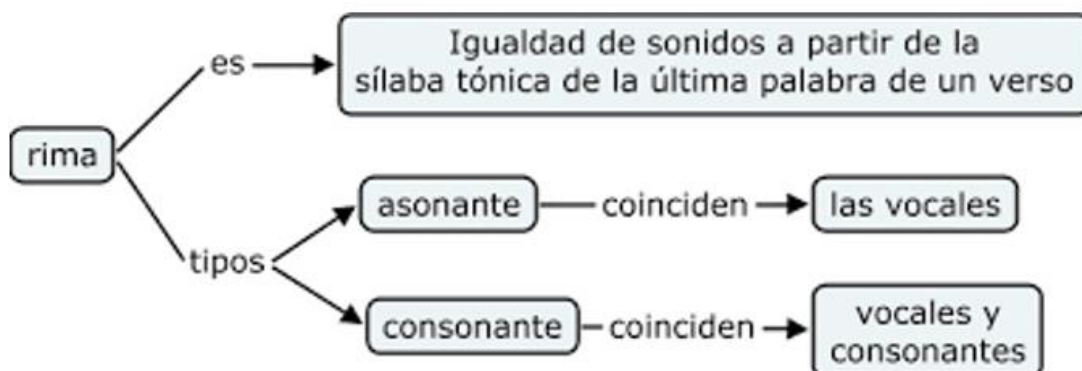 rima
es
Igualdad de sonidos a partir de la
sílaba tónica de la última palabra de un verso
tipos
asonante
coinciden
las vocales
consonante
coinciden
vocales y
consonantes